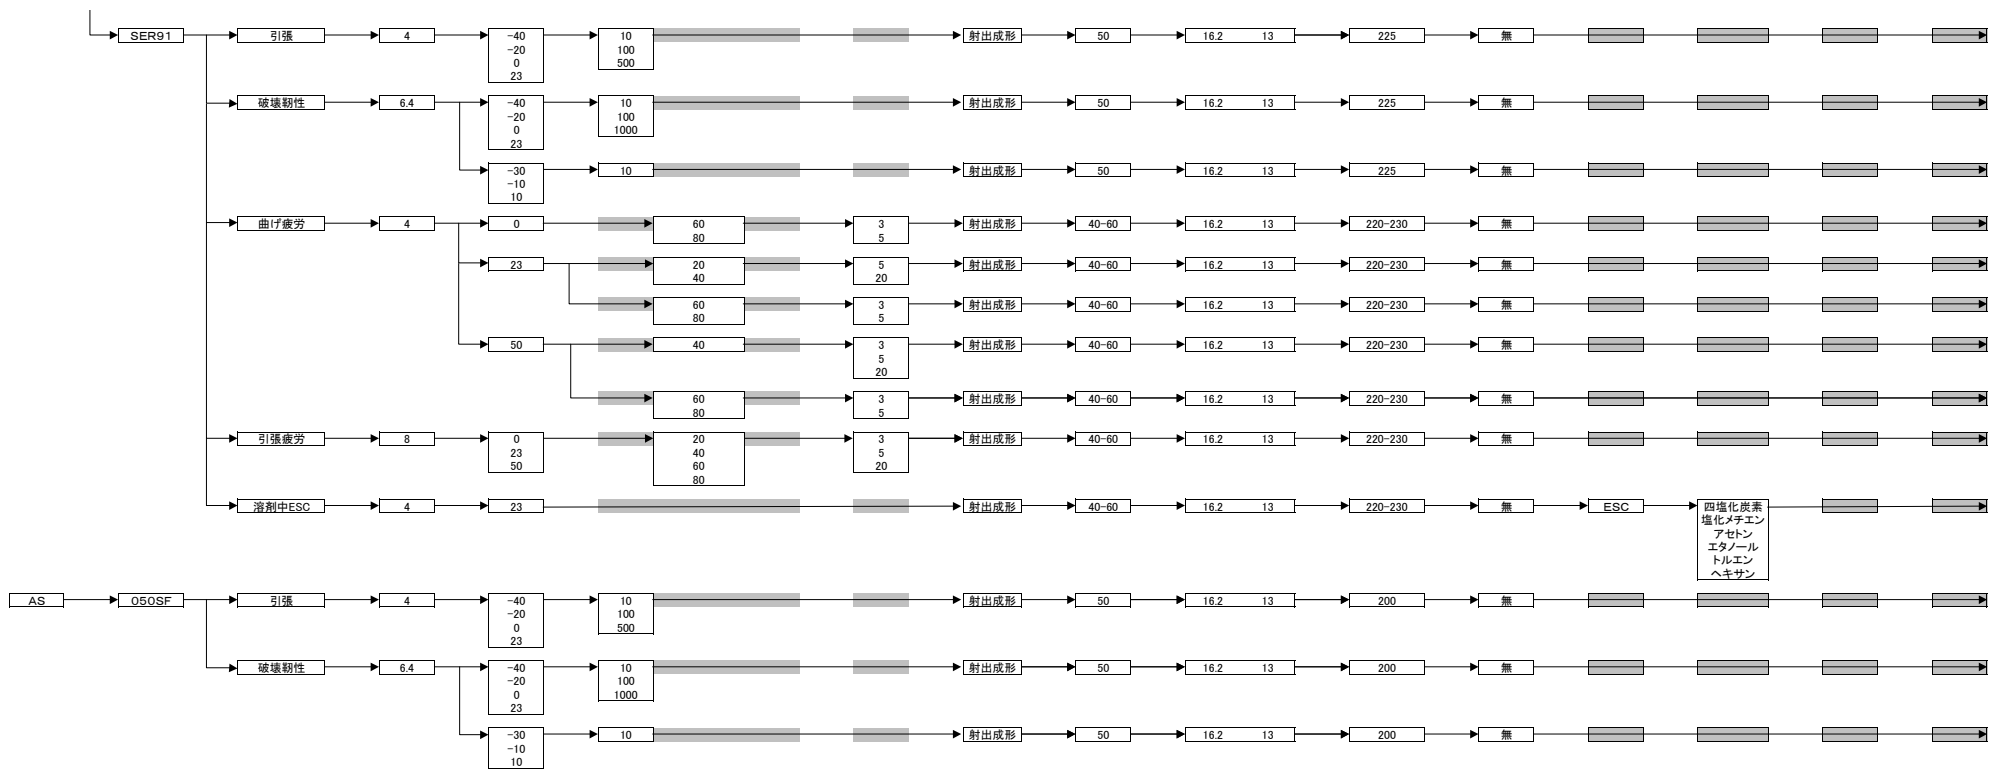 SER91 引張 4 -40 10 射出成形 50 16.2 13 225 無
-20 100
0 500
23
破壊靭性 6.4 -40 10 射出成形 50 16.2 13 225 無
-20 100
0 1000
23
-30 10 射出成形 50 16.2 13 225 無
-10
10
曲げ疲労 4 0 60 3 射出成形 40-60 16.2 13 220-230 無
80 5
23 20 5 射出成形 40-60 16.2 13 220-230 無
40 20
60 3 射出成形 40-60 16.2 13 220-230 無
80 5
50 40 3 射出成形 40-60 16.2 13 220-230 無
5
20
60 3 射出成形 40-60 16.2 13 220-230 無
80 5
引張疲労 8 0 20 3 射出成形 40-60 16.2 13 220-230 無
23 40 5
50 60 20
80
溶剤中ESC 4 23 射出成形 40-60 16.2 13 220-230 無 ESC 四塩化炭素
塩化メチエン
アセトン
エタノール
トルエン
ヘキサン
AS 050SF 引張 4 -40 10 射出成形 50 16.2 13 200 無
-20 100
0 500
23
破壊靭性 6.4 -40 10 射出成形 50 16.2 13 200 無
-20 100
0 1000
23
-30 10 射出成形 50 16.2 13 200 無
-10
10